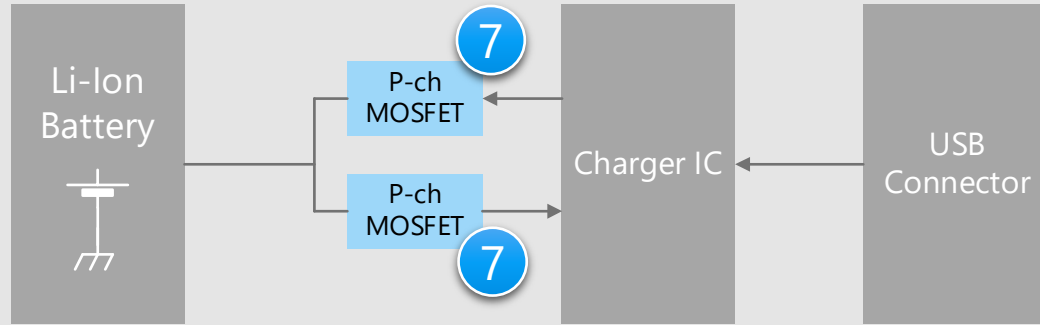 Li-Ion
Battery
7
P-ch
MOSFET
P-ch
MOSFET
7
Charger IC
USB
Connector